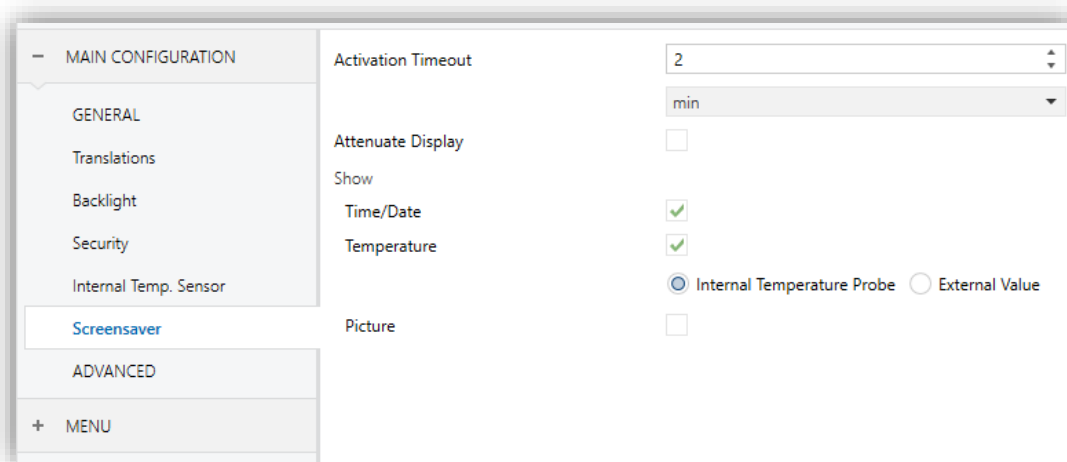 MAIN CONFIGURATION
GENERAL
Translations
Backlight
Security
Internal Temp. Sensor
Screensaver
ADVANCED
MENU
Activation Timeout
2
min
Attenuate Display
Show
Time/Date
Temperature
Internal Temperature Probe
External Value
Picture